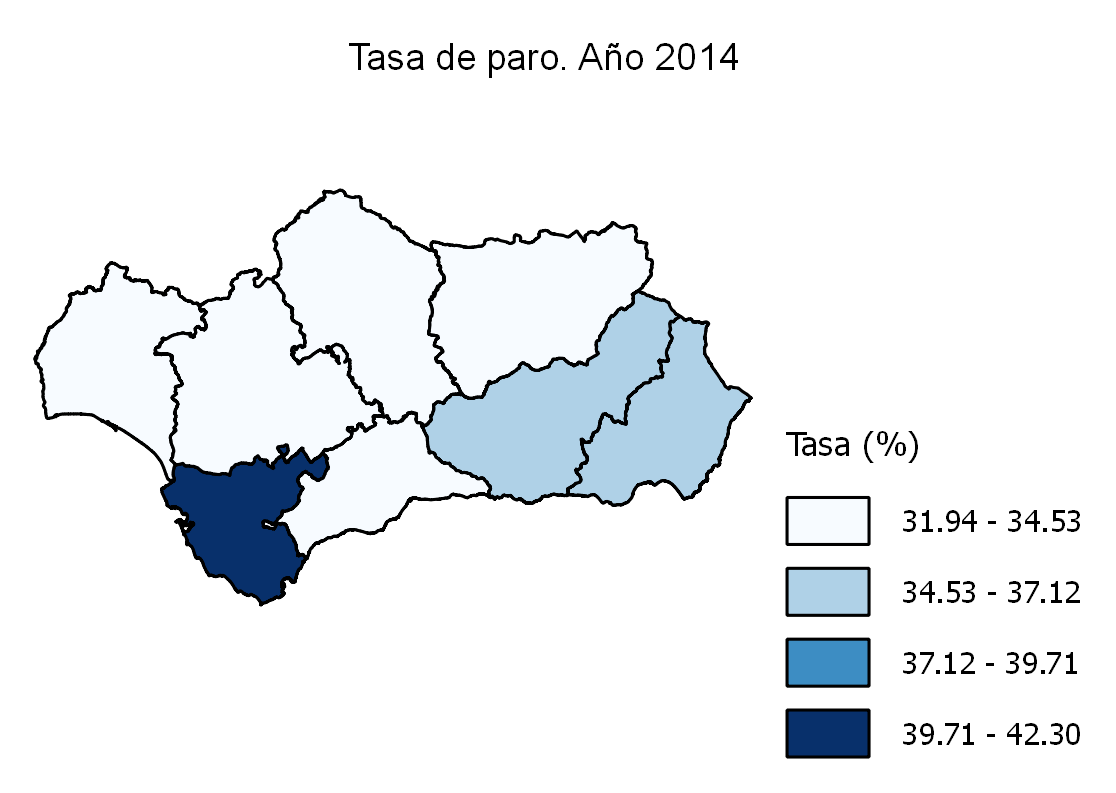 Tasa de paro. Año 2014
Tasa (%)
31.94 - 34.53
34.53 - 37.12
37.12 - 39.71
39.71 - 42.30